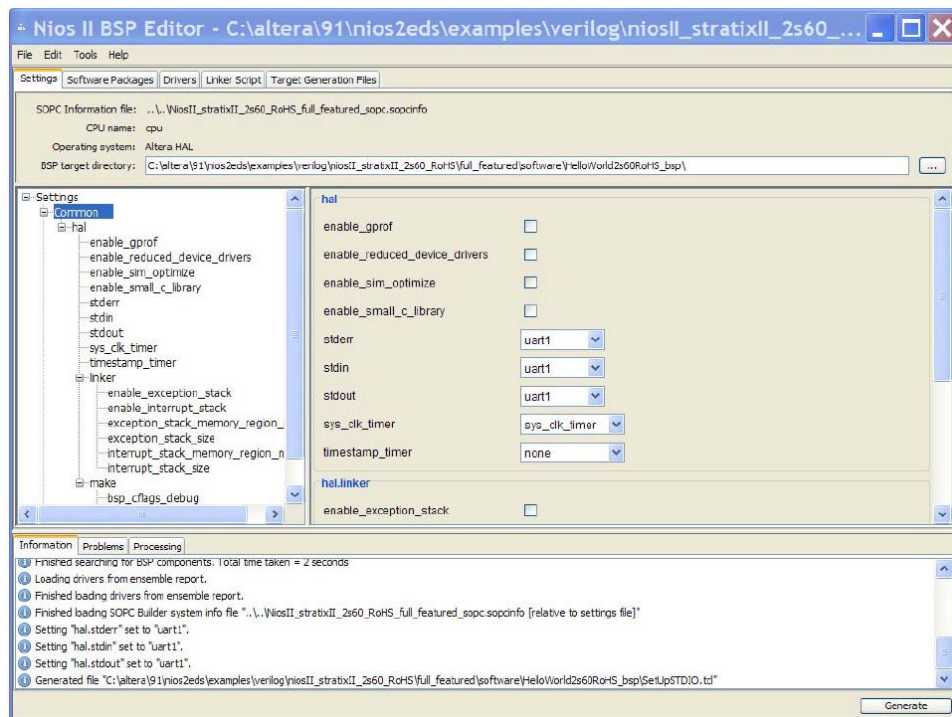 Nios II BSP Editor - C:\altera\91\nios2eds\examples\verilog\niosII_stratixII_2s60_...
File Edit Tools Help
Settings Software Packages Drivers Linker Script Target Generation Files
SOPC Information file: ..\..\NiosII_stratixII_2s60_RoHS_full_featured_sopc.sopcinfo
CPU name: cpu
Operating system: Altera HAL
BSP target directory: C:\altera\91\nios2eds\examples\verilog\niosII_stratixII_2s60_RoHS\full_featured\software\HelloWorld2s60RoHS_bsp\ ...
Settings
Common
hal
enable_gprof
enable_reduced_device_drivers
enable_sim_optimize
enable_small_c_library
stderr
stdin
stdout
sys_clk_timer
timestamp_timer
linker
enable_exception_stack
enable_interrupt_stack
exception_stack_memory_region_
exception_stack_size
interrupt_stack_memory_region_n
interrupt_stack_size
make
bsp_cflags_debug
hal
enable_gprof
enable_reduced_device_drivers
enable_sim_optimize
enable_small_c_library
stderr uart1
stdin uart1
stdout uart1
sys_clk_timer sys_clk_timer
timestamp_timer none
hal.linker
enable_exception_stack
Information Problems Processing
Finished searching for BSP components. Total time taken = 2 seconds
Loading drivers from ensemble report.
Finished loading drivers from ensemble report.
Finished loading SOPC Builder system info file "..\..\NiosII_stratixII_2s60_RoHS_full_featured_sopc.sopcinfo [relative to settings file]"
Setting "hal.stderr" set to "uart1".
Setting "hal.stdin" set to "uart1".
Setting "hal.stdout" set to "uart1".
Generated file "C:\altera\91\nios2eds\examples\verilog\niosII_stratixII_2s60_RoHS\full_featured\software\HelloWorld2s60RoHS_bsp\SetUpSTDIO.tcl"
Generate